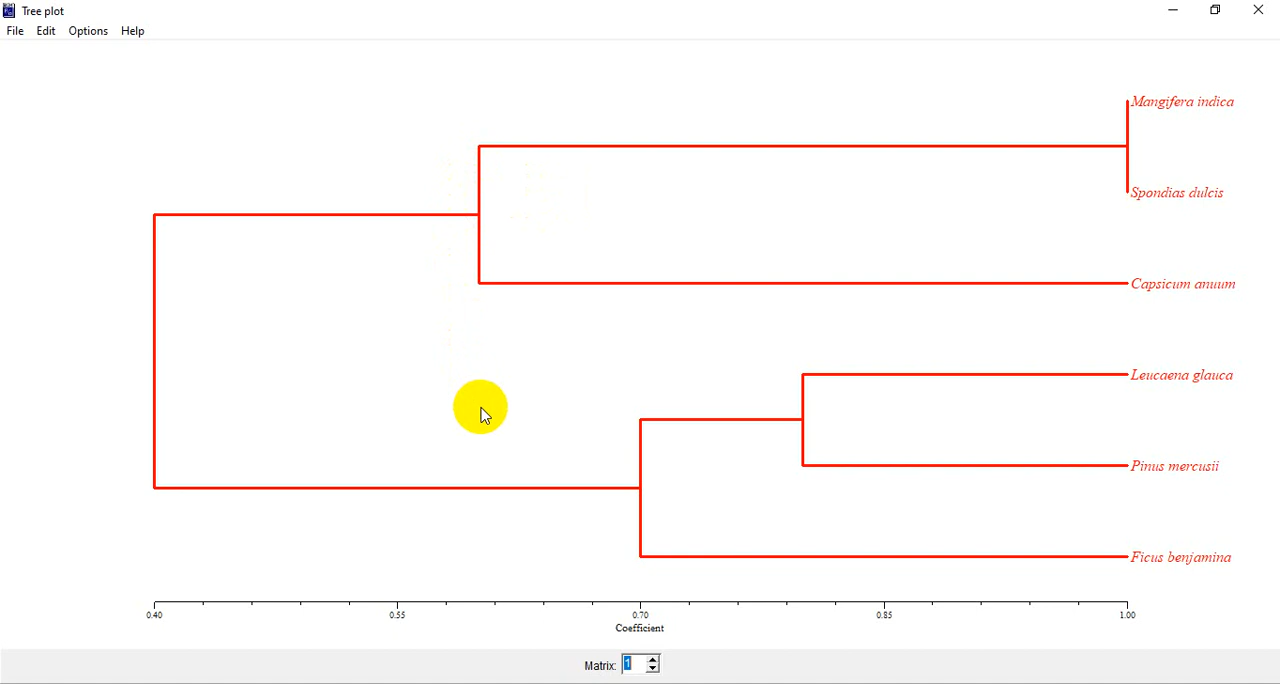 Tree plot
File Edit Options Help
Mangifera indica
Spondias dulcis
Capsicum anuum
Leucaena glauca
Pinus mercusii
Ficus benjamina
0.40 0.55 0.70 0.85 1.00
Coefficient
Matrix: 1